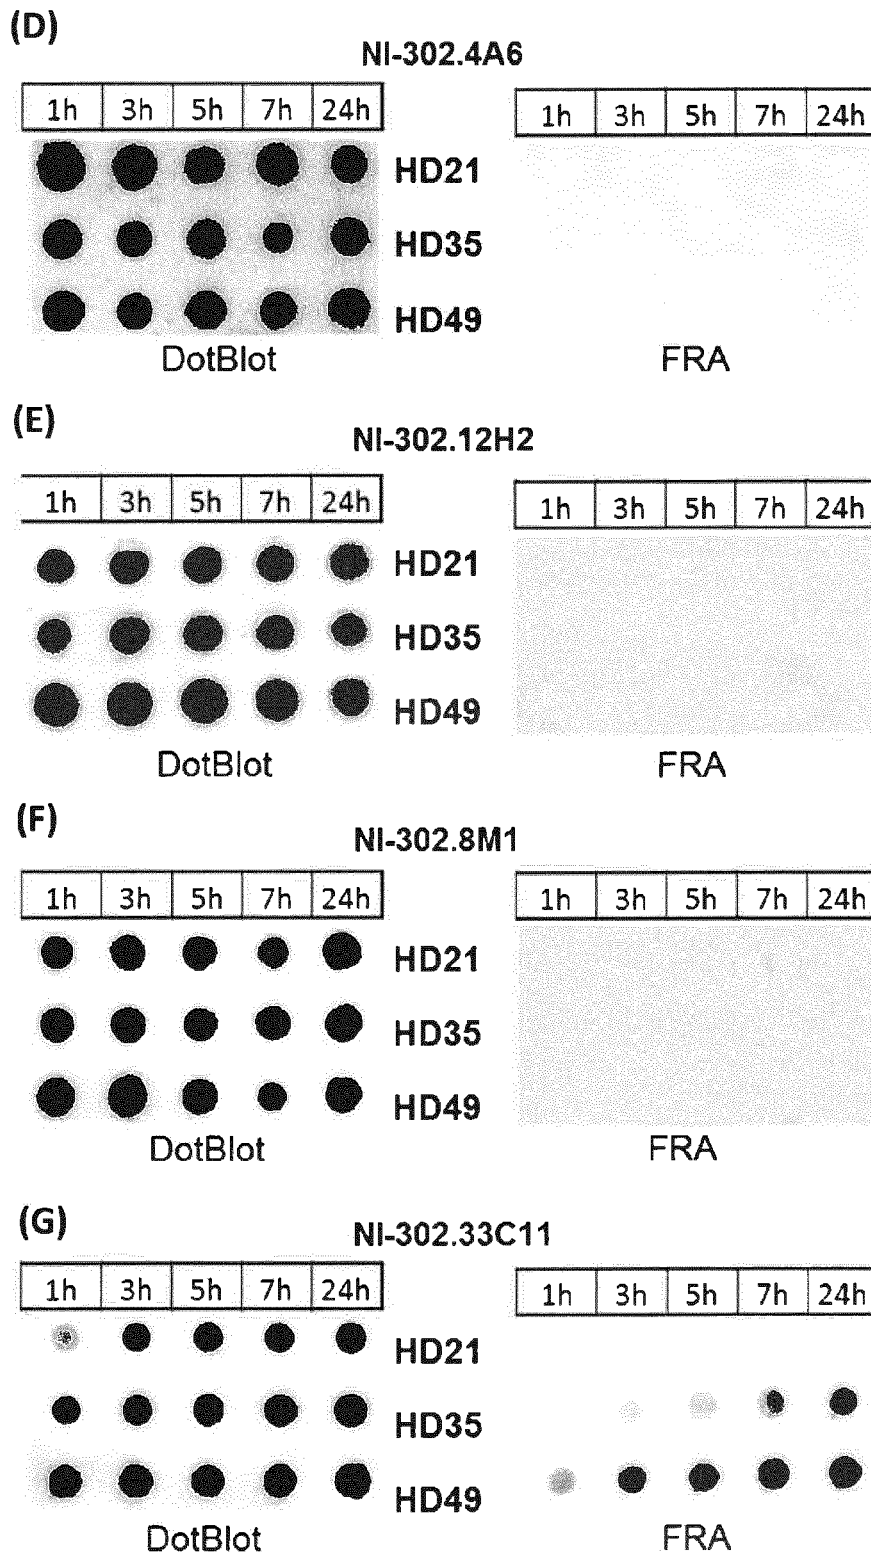 (D)
NI-302.4A6
1h 3h 5h 7h 24h
1h 3h 5h 7h 24h
HD21
HD35
HD49
DotBlot
FRA
(E)
NI-302.12H2
1h 3h 5h 7h 24h
1h 3h 5h 7h 24h
HD21
HD35
HD49
DotBlot
FRA
(F)
NI-302.8M1
1h 3h 5h 7h 24h
1h 3h 5h 7h 24h
HD21
HD35
HD49
DotBlot
FRA
(G)
NI-302.33C11
1h 3h 5h 7h 24h
1h 3h 5h 7h 24h
HD21
HD35
HD49
DotBlot
FRA